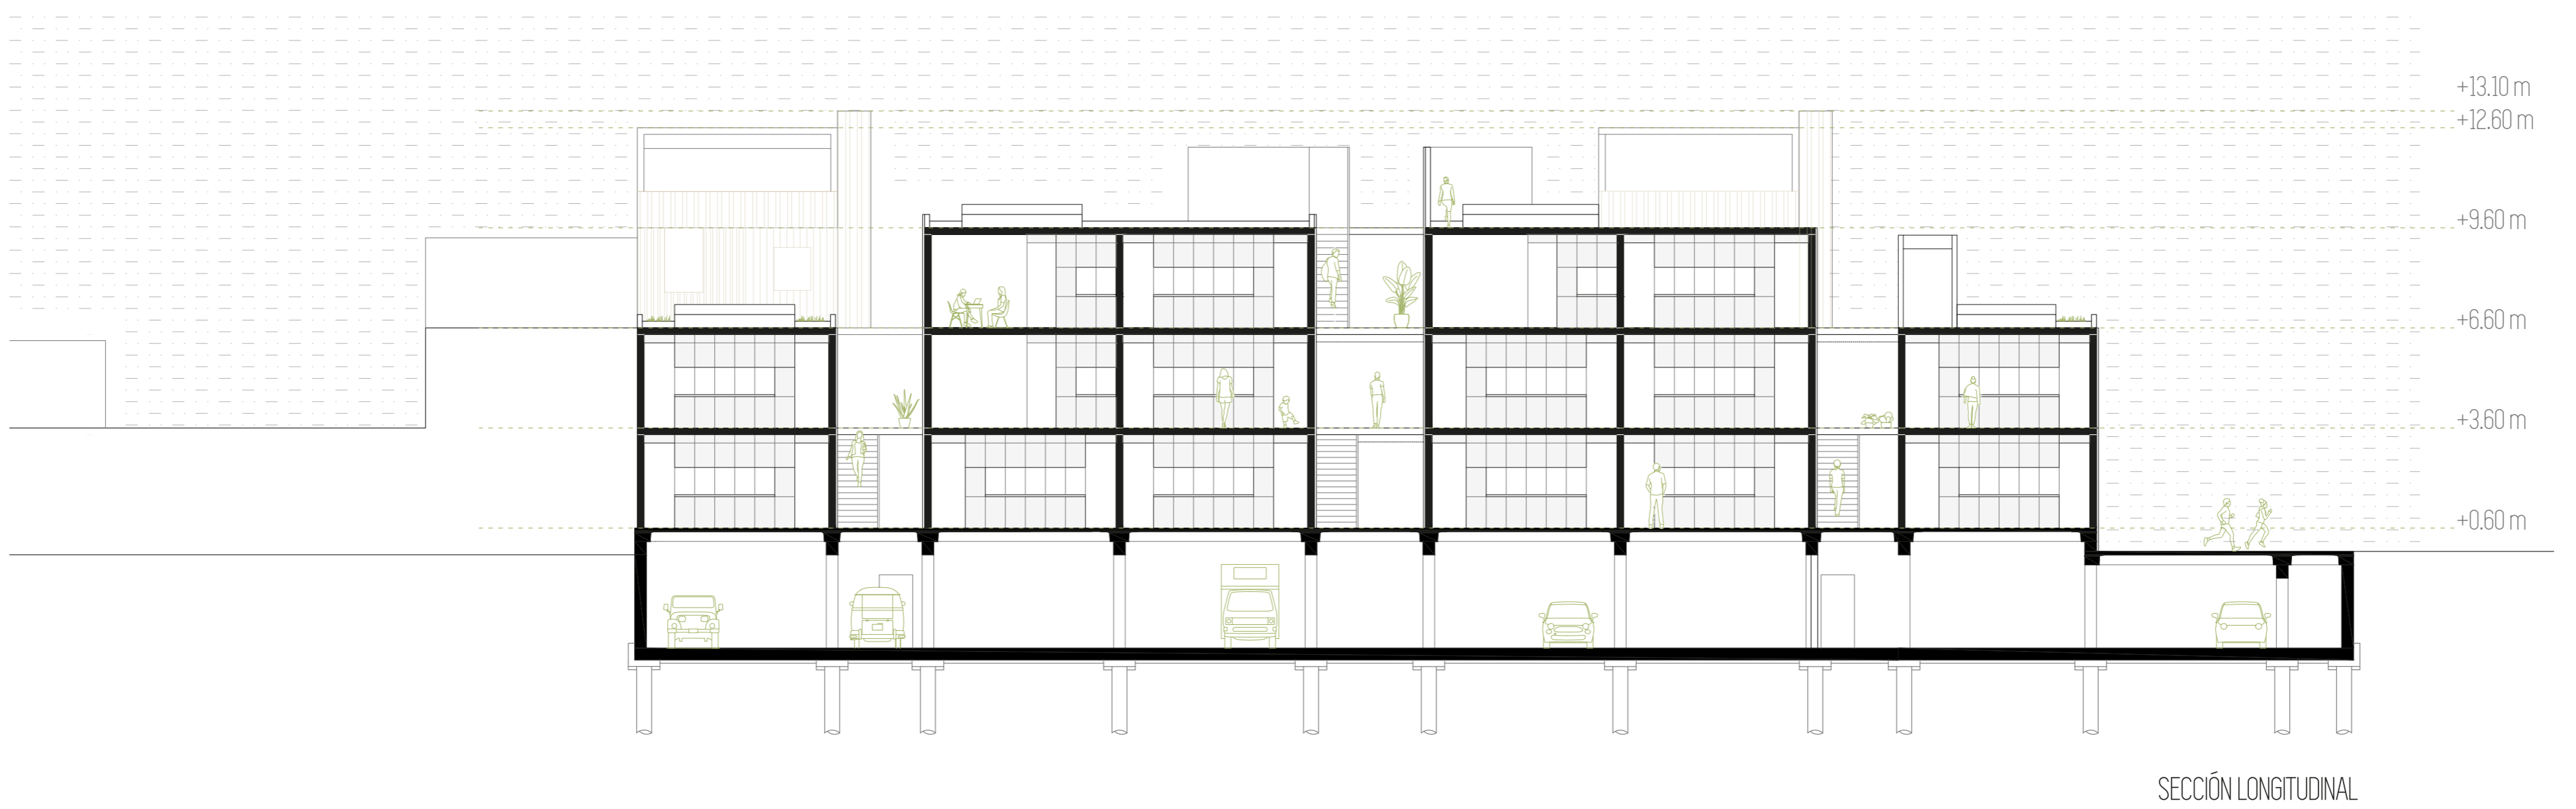 +13.10 m
+12.60 m
+9.60 m
+6.60 m
+3.60 m
+0.60 m
SECCIÓN LONGITUDINAL